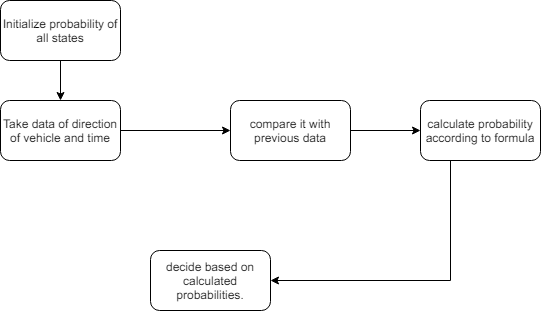 Initialize probability of
all states
Take data of direction
of vehicle and time
compare it with
previous data
calculate probability
according to formula
decide based on
calculated
probabilities.